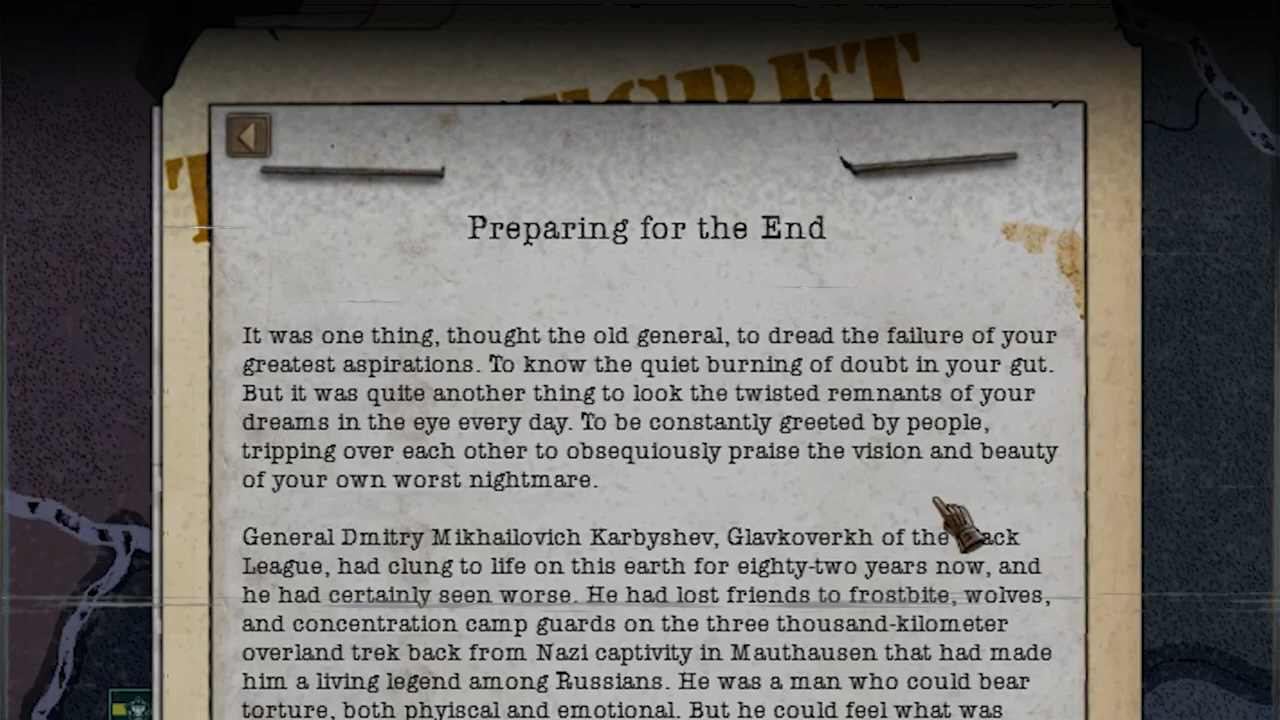 Preparing for the End
It was one thing, thought the old general, to dread the failure of your
greatest aspirations. To know the quiet burning of doubt in your gut.
But it was quite another thing to look the twisted remnants of your
dreams in the eye every day. To be constantly greeted by people,
tripping over each other to obsequiously praise the vision and beauty
of your own worst nightmare.
General Dmitry Mikhailovich Karbyshev, Glavkoverkh of the
League, had clung to life on this earth for eighty-two years now, and
he had certainly seen worse. He had lost friends to frostbite, wolves,
and concentration camp guards on the three thousand-kilometer
overland trek back from Nazi captivity in Mauthausen that had made
him a living legend among Russians. He was a man who could bear
torture, both phyiscal and emotional. But he could feel what was